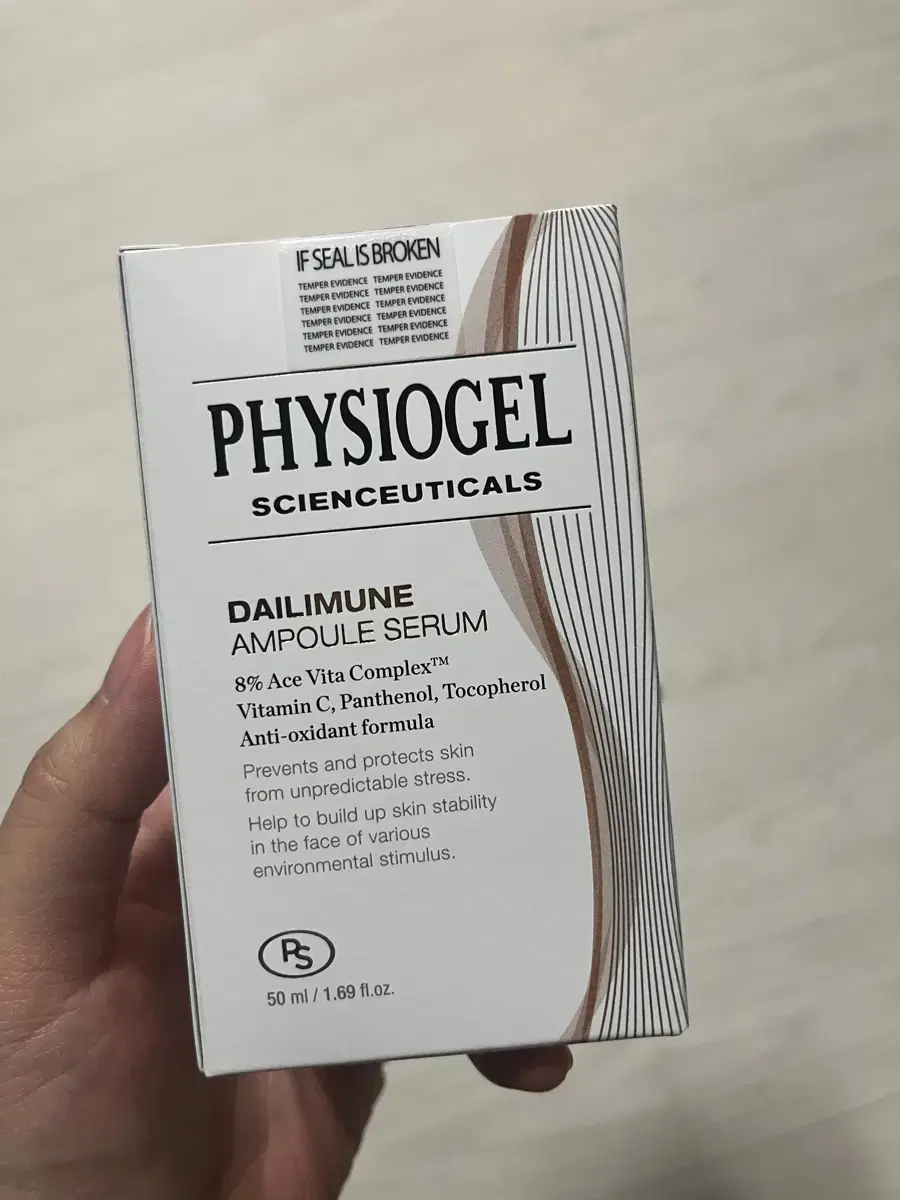 IF SEAL IS BROKEN
TEMPER EVIDENCE TEMPER EVIDENCE
TEMPER EVIDENCE TEMPER EVIDENCE
TEMPER EVIDENCE TEMPER EVIDENCE
TEMPER EVIDENCE TEMPER EVIDENCE
TEMPER EVIDENCE TEMPER EVIDENCE
TEMPER EVIDENCE TEMPER EVIDENCE
PHYSIOGEL
SCIENCEUTICALS
DAILIMUNE
AMPOULE SERUM
8% Ace Vita Complex™
Vitamin C, Panthenol, Tocopherol
Anti-oxidant formula
Prevents and protects skin
from unpredictable stress.
Help to build up skin stability
in the face of various
environmental stimulus.
PS
50 ml / 1.69 fl.oz.